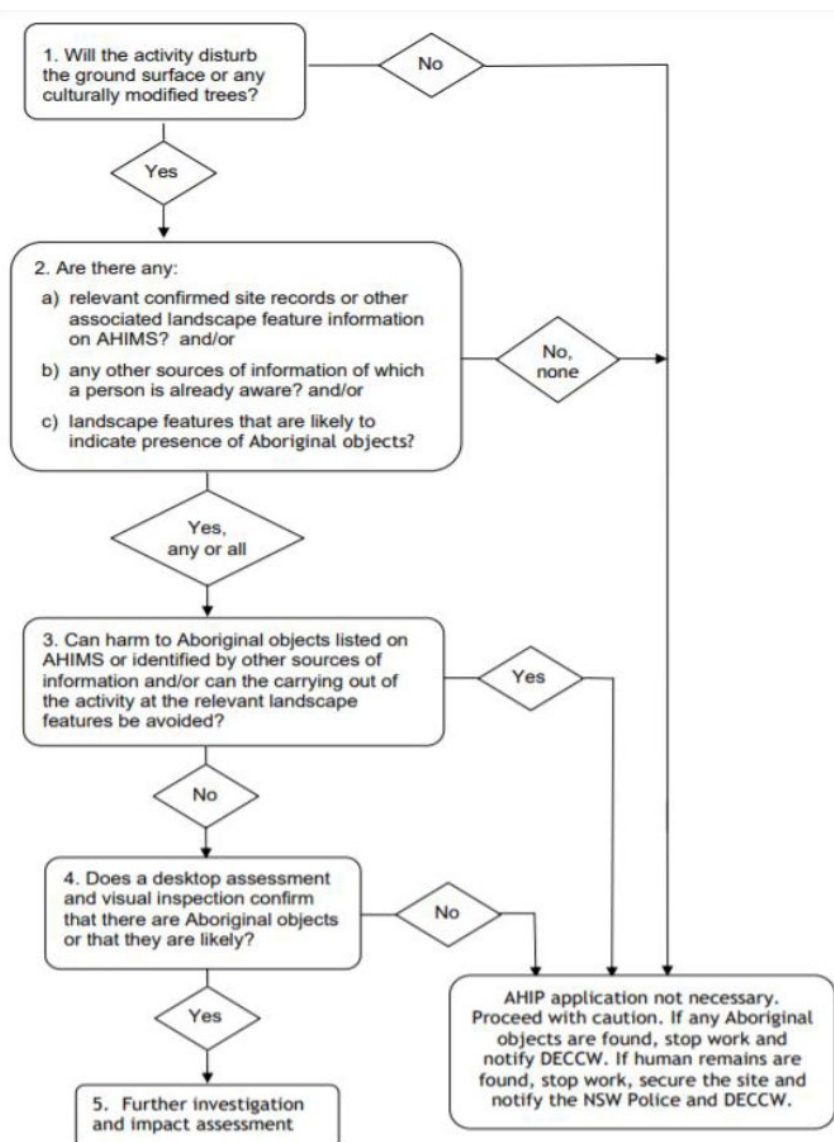 1. Will the activity disturb
the ground surface or any
culturally modified trees?
No
Yes
2. Are there any:
a) relevant confirmed site records or other
associated landscape feature information
on AHIMS? and/or
b) any other sources of information of which
a person is already aware? and/or
c) landscape features that are likely to
indicate presence of Aboriginal objects?
No,
none
Yes,
any or all
3. Can harm to Aboriginal objects listed on
AHIMS or identified by other sources of
information and/or can the carrying out of
the activity at the relevant landscape
features be avoided?
Yes
No
4. Does a desktop assessment
and visual inspection confirm
that there are Aboriginal objects
or that they are likely?
No
Yes
AHIP application not necessary.
Proceed with caution. If any Aboriginal
objects are found, stop work and
notify DECCW. If human remains are
found, stop work, secure the site and
notify the NSW Police and DECCW.
5. Further investigation
and impact assessment